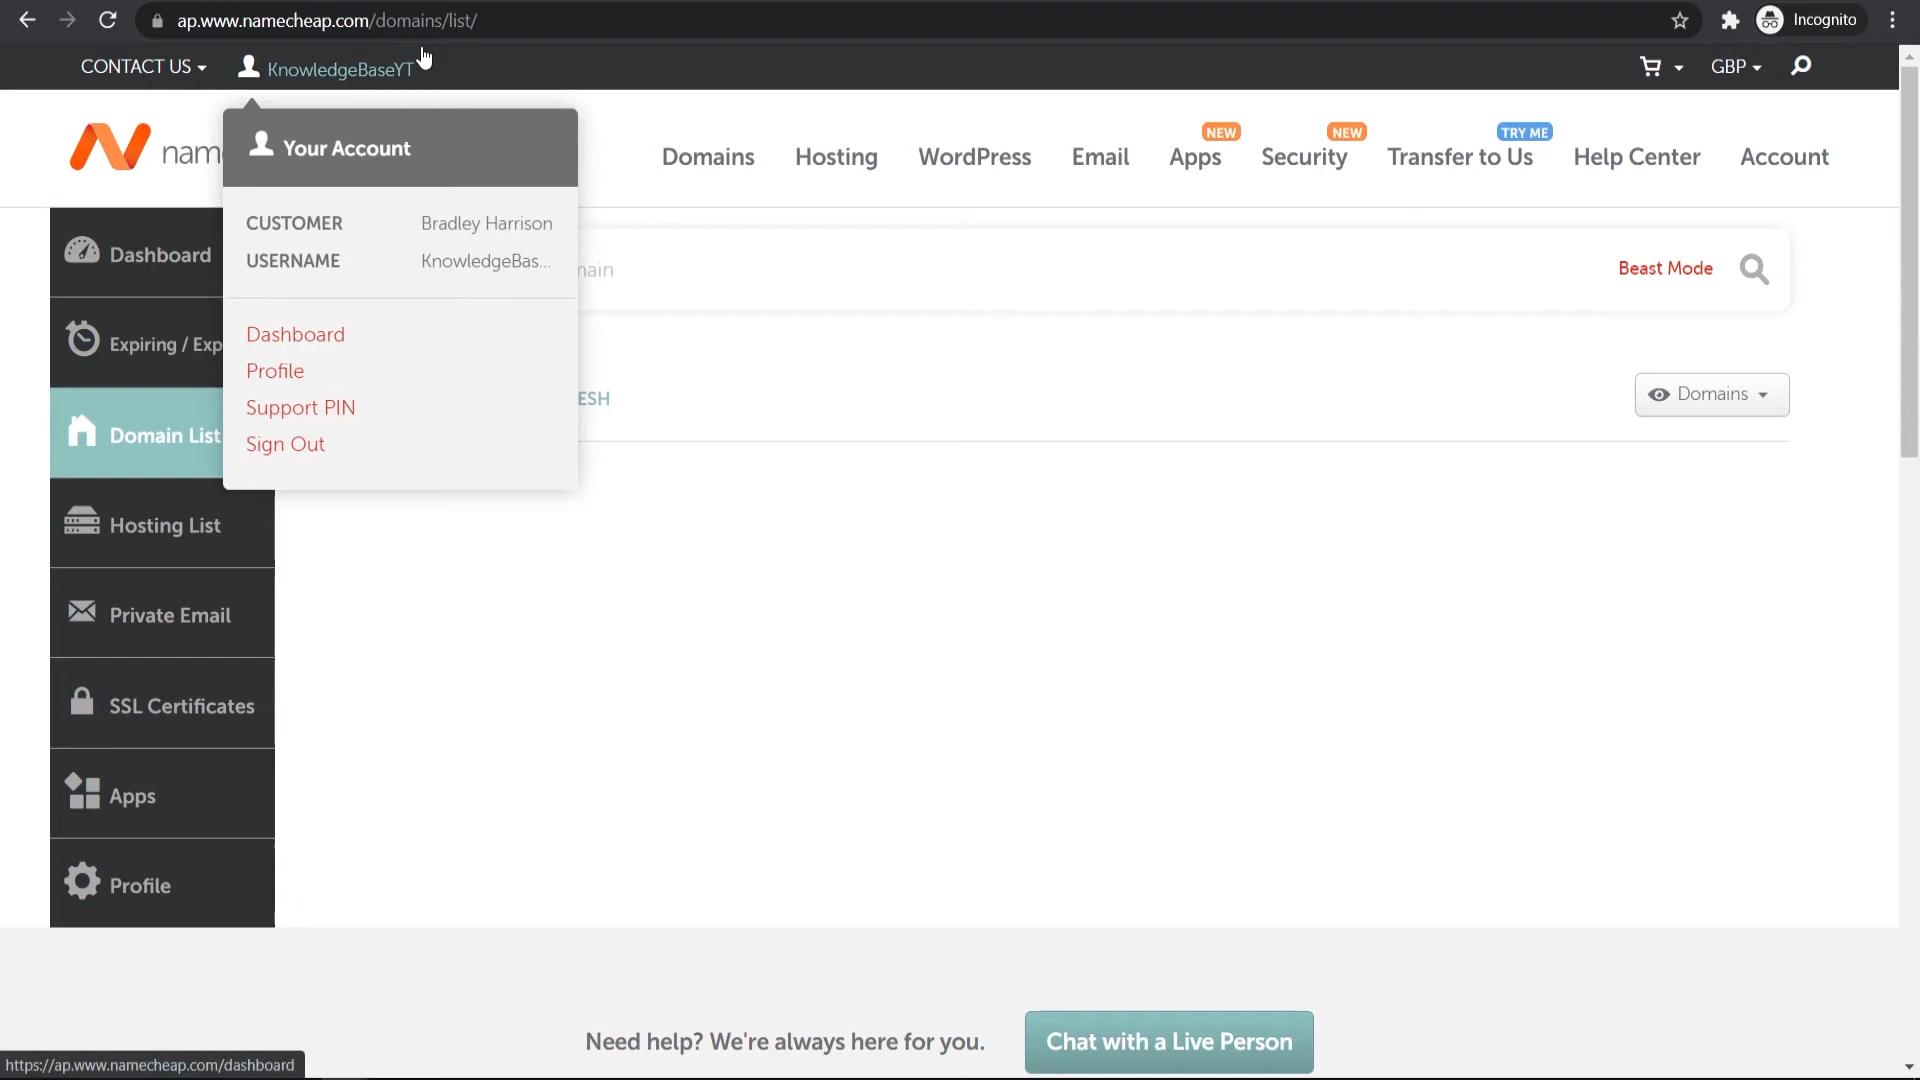 ap.www.namecheap.com/domains/list/
Incognito
CONTACT US
KnowledgeBaseYT
GBP
Your Account
CUSTOMER Bradley Harrison
USERNAME KnowledgeBas...
Dashboard
Profile
Support PIN
Sign Out
NEW
NEW
TRY ME
Domains
Hosting
WordPress
Email
Apps
Security
Transfer to Us
Help Center
Account
Dashboard
Expiring / Exp
Domain List
Hosting List
Private Email
SSL Certificates
Apps
Profile
Beast Mode
ESH
Domains
Need help? We're always here for you.
Chat with a Live Person
https://ap.www.namecheap.com/dashboard